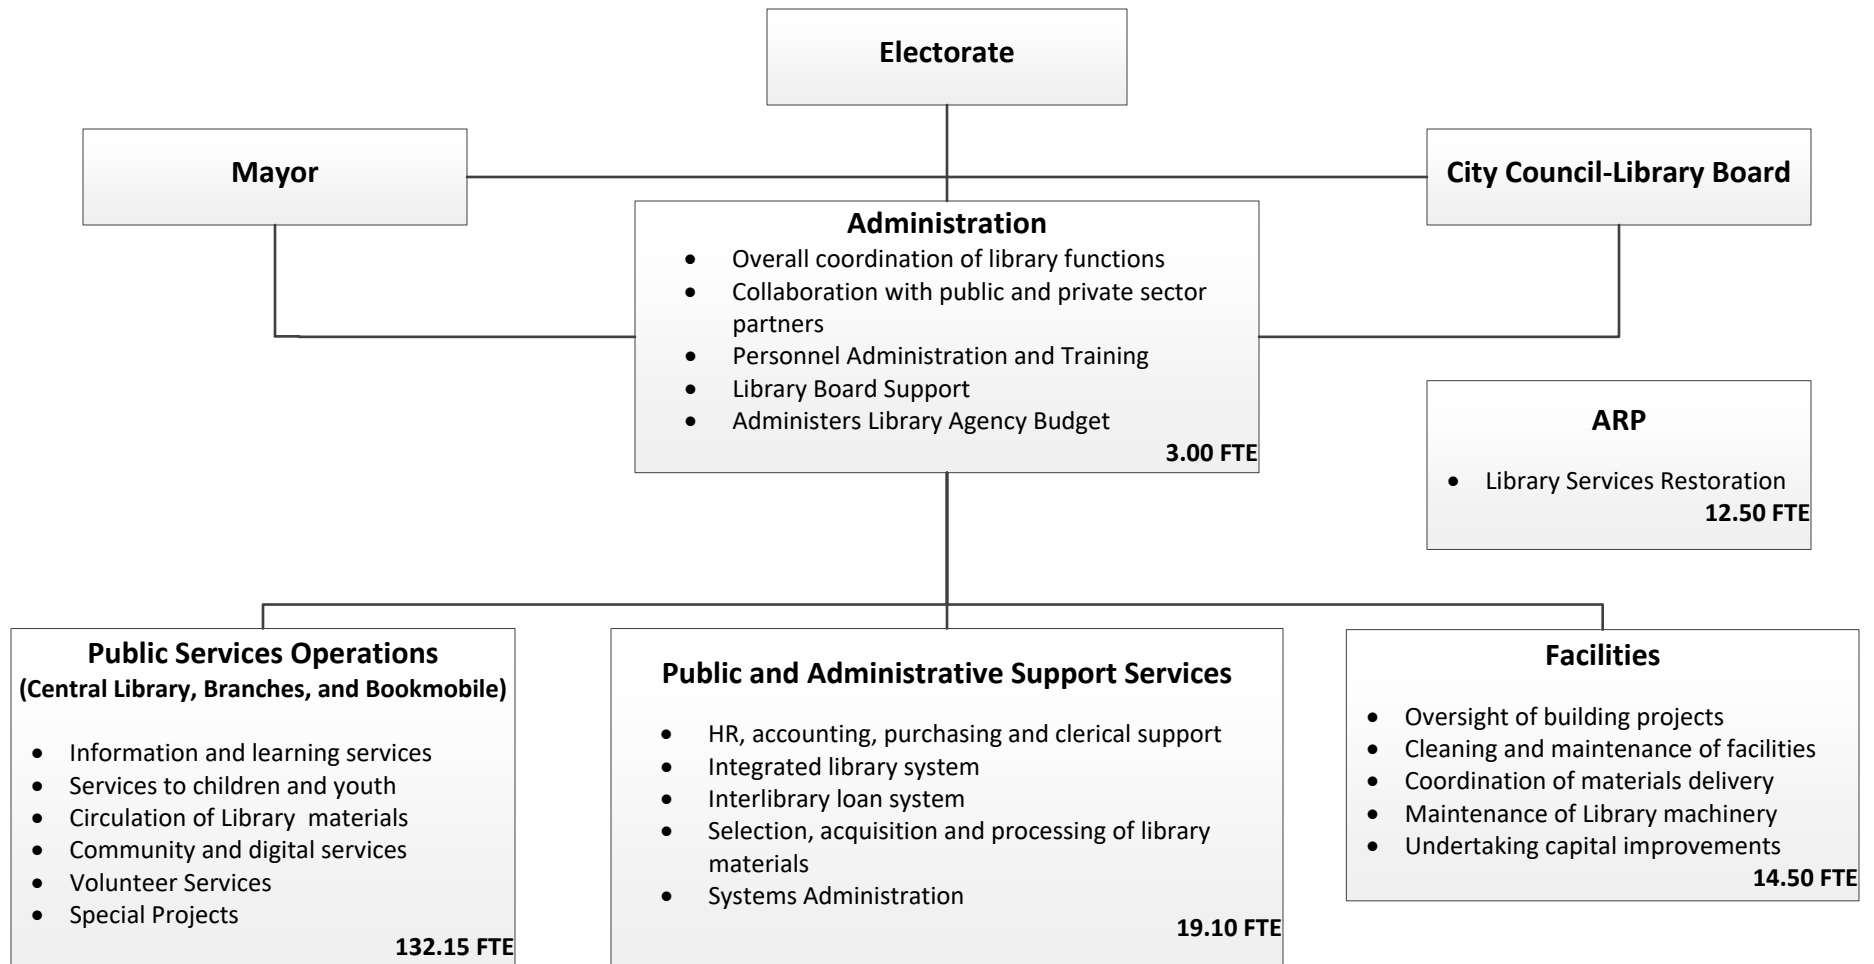 Electorate
Mayor
City Council-Library Board
Administration
• Overall coordination of library functions
• Collaboration with public and private sector
partners
• Personnel Administration and Training
• Library Board Support
• Administers Library Agency Budget
3.00 FTE
ARP
• Library Services Restoration
12.50 FTE
Public Services Operations
(Central Library, Branches, and Bookmobile)
• Information and learning services
• Services to children and youth
• Circulation of Library materials
• Community and digital services
• Volunteer Services
• Special Projects
132.15 FTE
Public and Administrative Support Services
• HR, accounting, purchasing and clerical support
• Integrated library system
• Interlibrary loan system
• Selection, acquisition and processing of library
materials
• Systems Administration
19.10 FTE
Facilities
• Oversight of building projects
• Cleaning and maintenance of facilities
• Coordination of materials delivery
• Maintenance of Library machinery
• Undertaking capital improvements
14.50 FTE